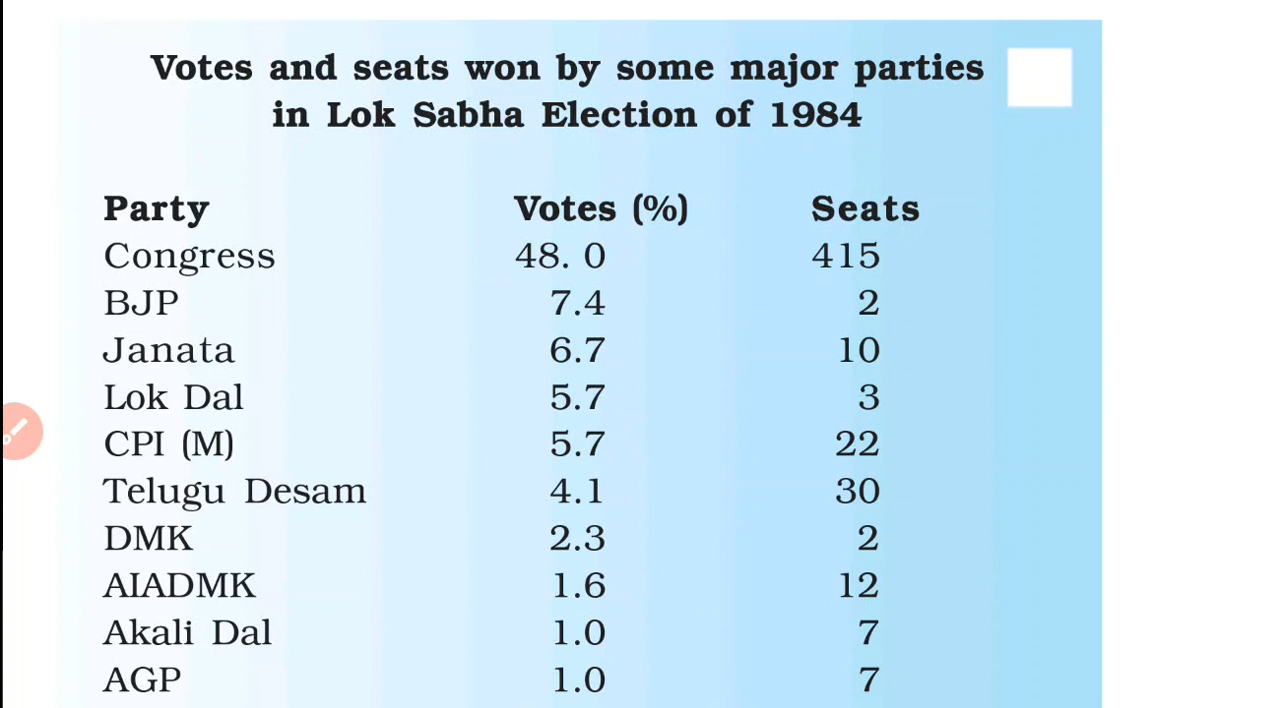 Votes and seats won by some major parties
in Lok Sabha Election of 1984
Party Votes (%) Seats
Congress 48. 0 415
BJP 7.4 2
Janata 6.7 10
Lok Dal 5.7 3
CPI (M) 5.7 22
Telugu Desam 4.1 30
DMK 2.3 2
AIADMK 1.6 12
Akali Dal 1.0 7
AGP 1.0 7